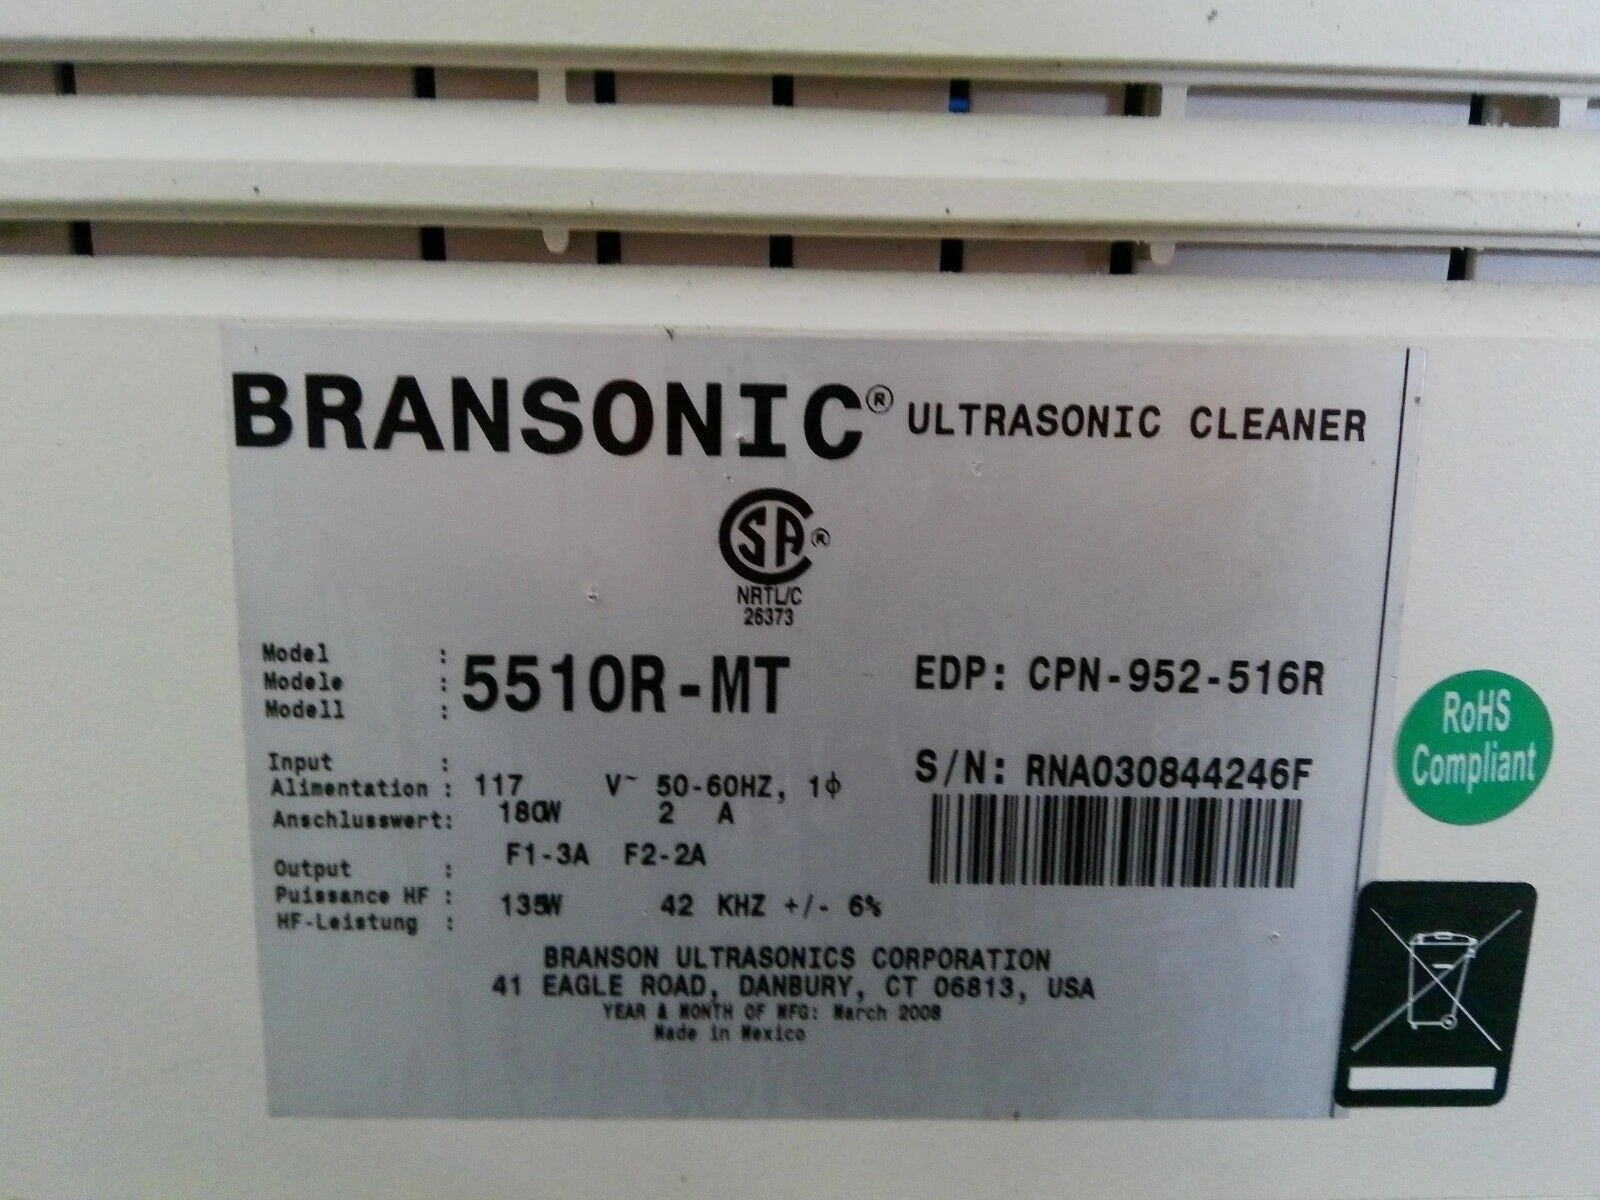 BRANSONIC® ULTRASONIC CLEANER
CSA®
NRTL/C
26373
Model :
Modele : 5510R-MT EDP: CPN-952-516R
Modell :
Input : S/N: RNA030844246F
Alimentation : 117 V~ 50-60HZ, 1ϕ
Anschlusswert: 180W 2 A
F1-3A F2-2A
Output :
Puissance HF : 135W 42 KHZ +/- 6%
HF-Leistung :
BRANSON ULTRASONICS CORPORATION
41 EAGLE ROAD, DANBURY, CT 06813, USA
YEAR & MONTH OF MFG: March 2008
Made in Mexico
RoHS
Compliant